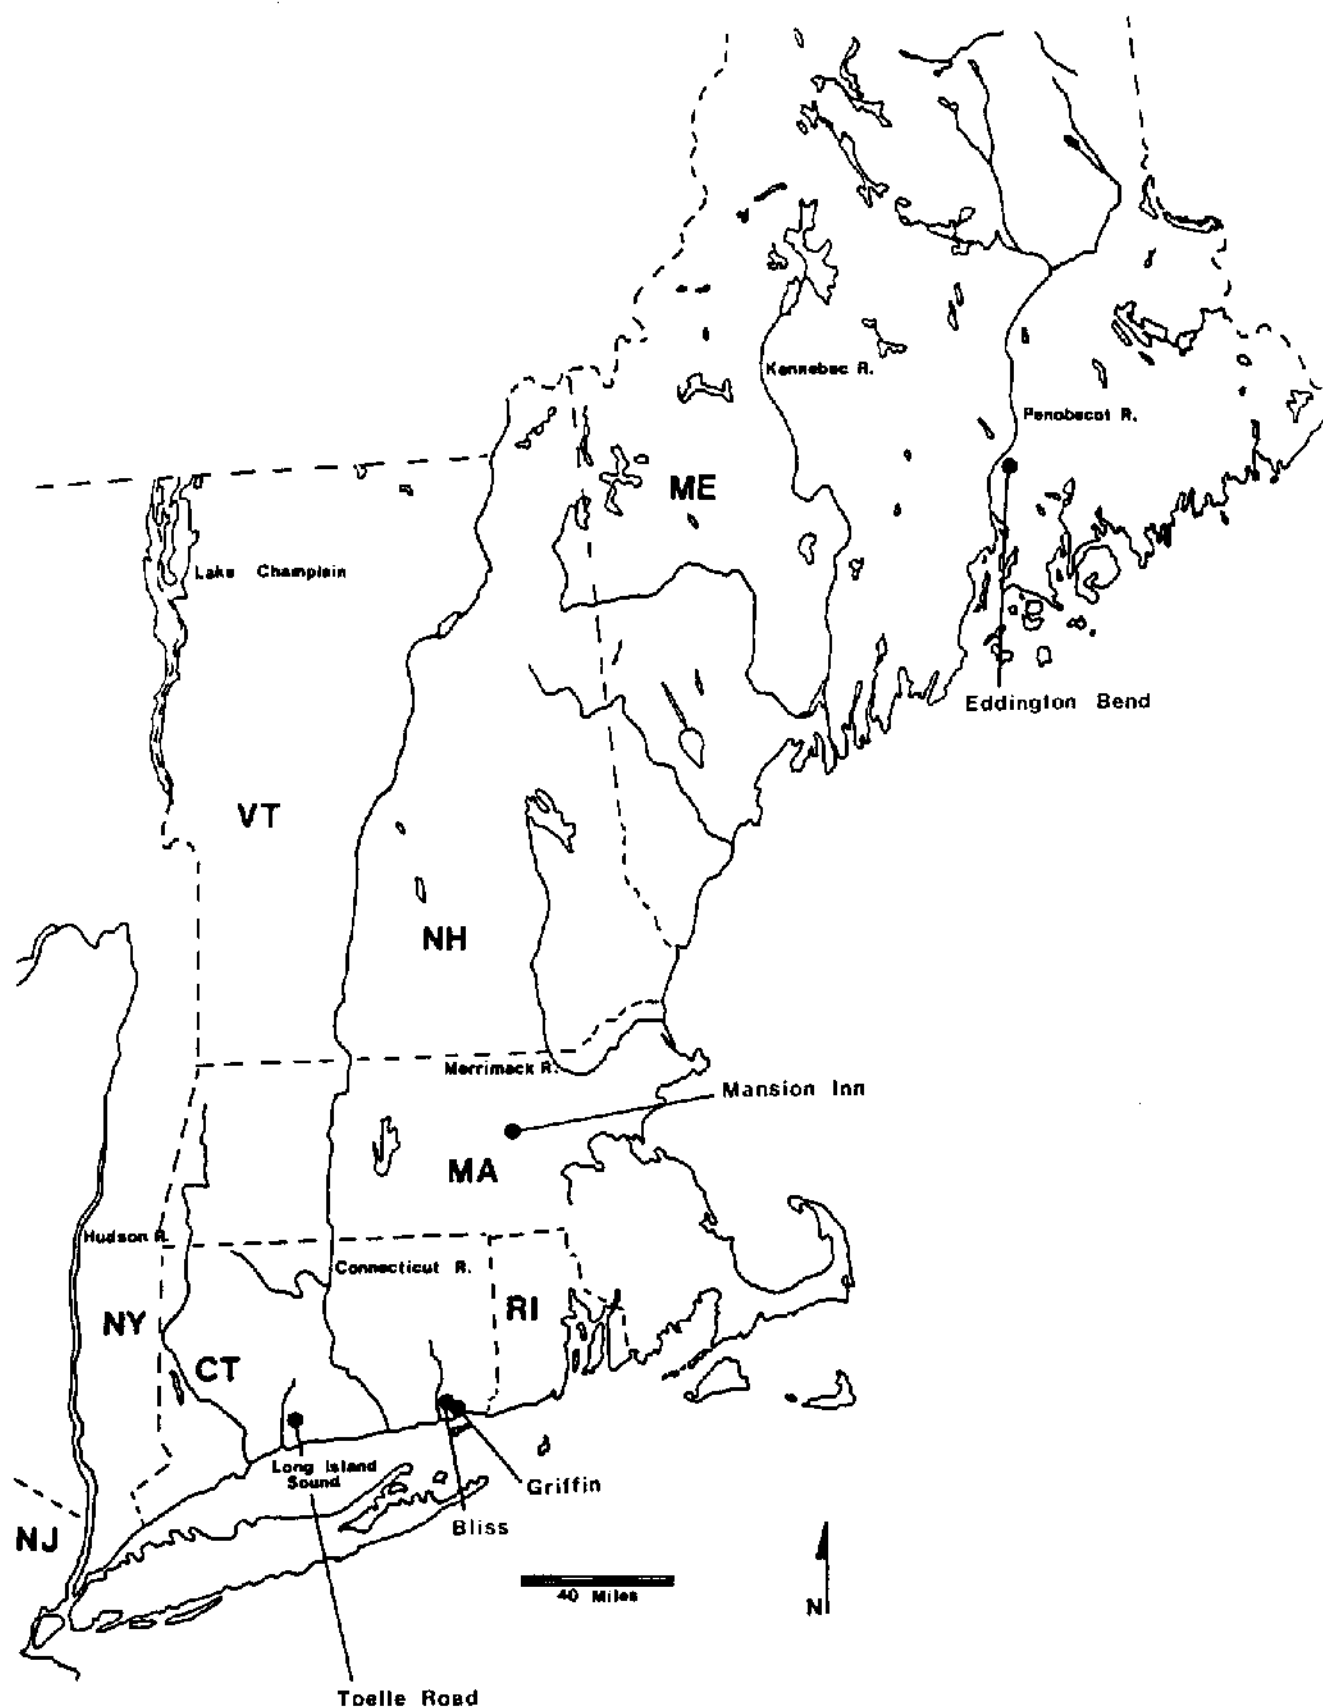 Kennebec R.
Penobscot R.
ME
Lake Champlain
Eddington Bend
VT
NH
Merrimack R.
Mansion Inn
MA
Hudson R.
Connecticut R.
RI
NY
CT
Long Island
Sound
Griffin
Bliss
NJ
40 Miles
N
Toelle Road